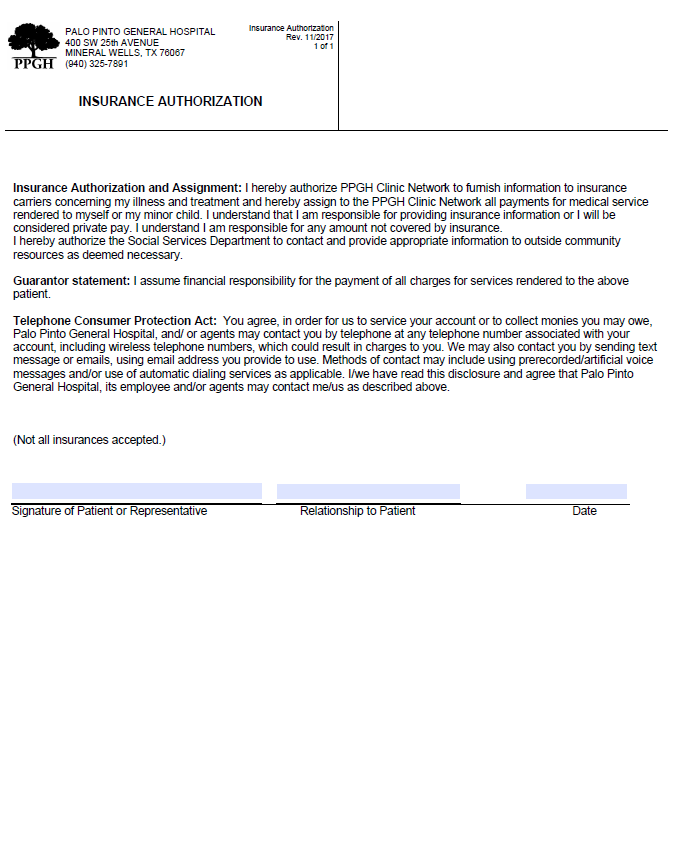 PALO PINTO GENERAL HOSPITAL
400 SW 25th AVENUE
MINERAL WELLS, TX 76067
(940) 325-7891
PPGH
Insurance Authorization
Rev. 11/2017
1 of 1
INSURANCE AUTHORIZATION
Insurance Authorization and Assignment: I hereby authorize PPGH Clinic Network to furnish information to insurance
carriers concerning my illness and treatment and hereby assign to the PPGH Clinic Network all payments for medical service
rendered to myself or my minor child. I understand that I am responsible for providing insurance information or I will be
considered private pay. I understand I am responsible for any amount not covered by insurance.
I hereby authorize the Social Services Department to contact and provide appropriate information to outside community
resources as deemed necessary.
Guarantor statement: I assume financial responsibility for the payment of all charges for services rendered to the above
patient.
Telephone Consumer Protection Act: You agree, in order for us to service your account or to collect monies you may owe,
Palo Pinto General Hospital, and/ or agents may contact you by telephone at any telephone number associated with your
account, including wireless telephone numbers, which could result in charges to you. We may also contact you by sending text
message or emails, using email address you provide to use. Methods of contact may include using prerecorded/artificial voice
messages and/or use of automatic dialing services as applicable. I/we have read this disclosure and agree that Palo Pinto
General Hospital, its employee and/or agents may contact me/us as described above.
(Not all insurances accepted.)
Signature of Patient or Representative
Relationship to Patient
Date